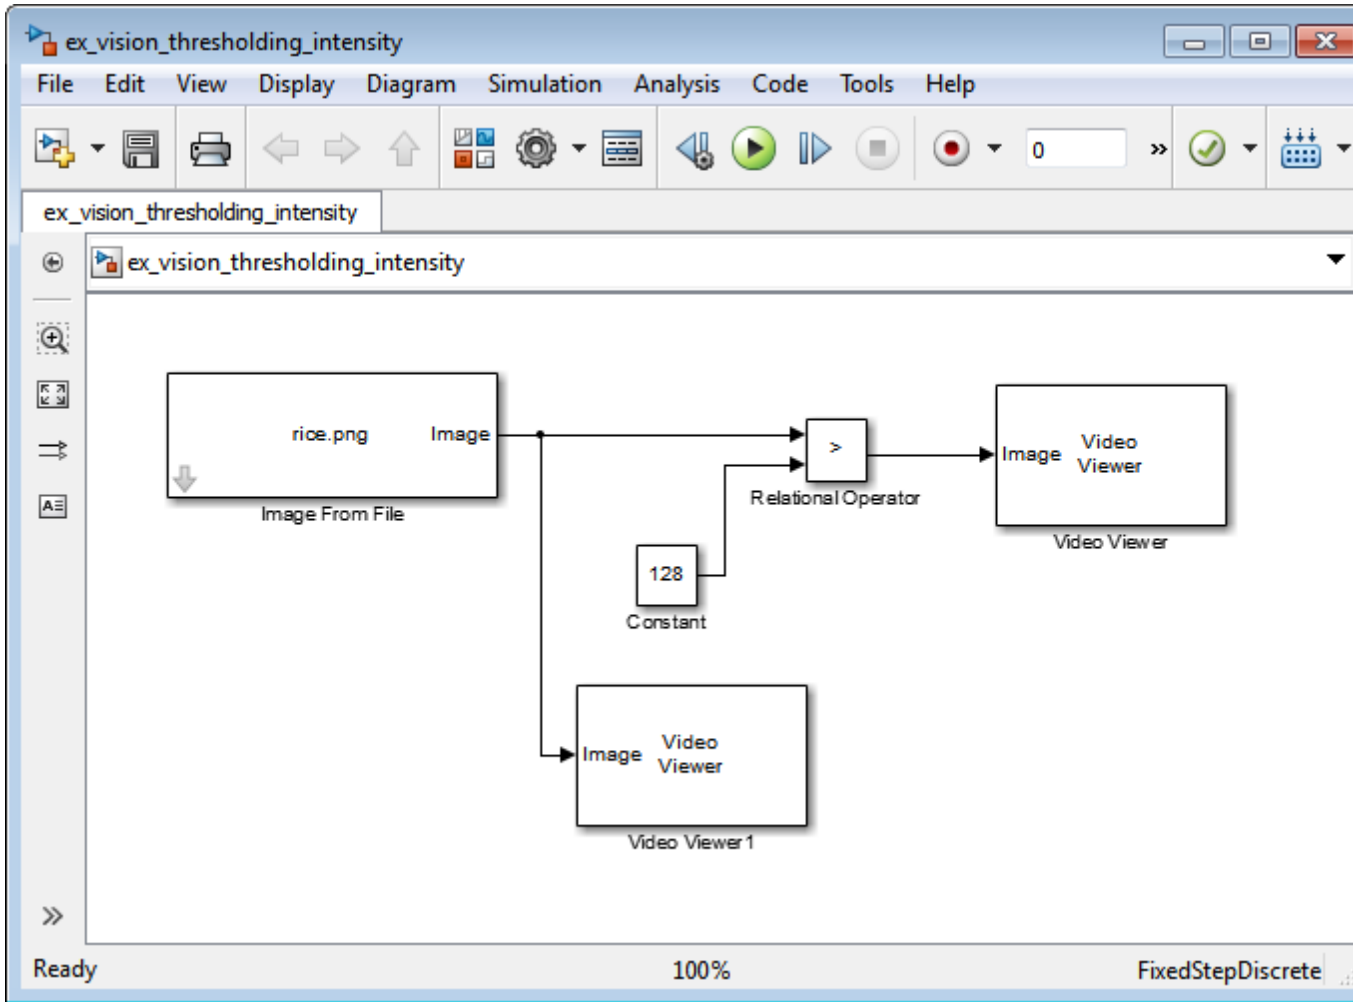 ex_vision_thresholding_intensity
File Edit View Display Diagram Simulation Analysis Code Tools Help
0 »
ex_vision_thresholding_intensity
ex_vision_thresholding_intensity
rice.png Image
Image From File
>
Relational Operator
Image Video
Viewer
Video Viewer
128
Constant
Image Video
Viewer
Video Viewer1
Ready 100% FixedStepDiscrete